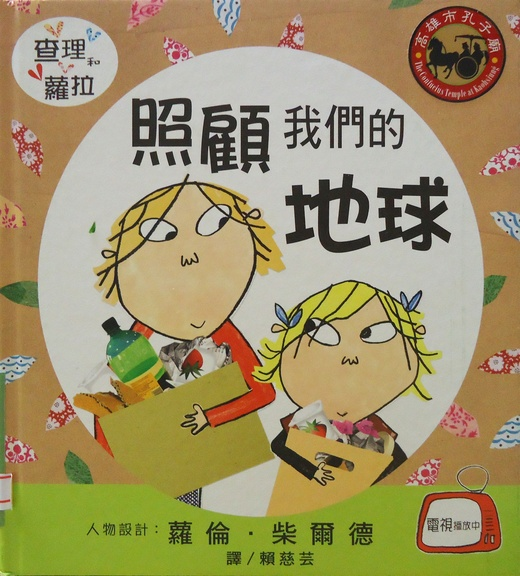 查理和
蘿拉
高雄市孔子廟
The Confucius Temple at Kaohsiung
照顧我們的
地球
人物設計：蘿倫・柴爾德
譯/賴慈芸
電視播放中